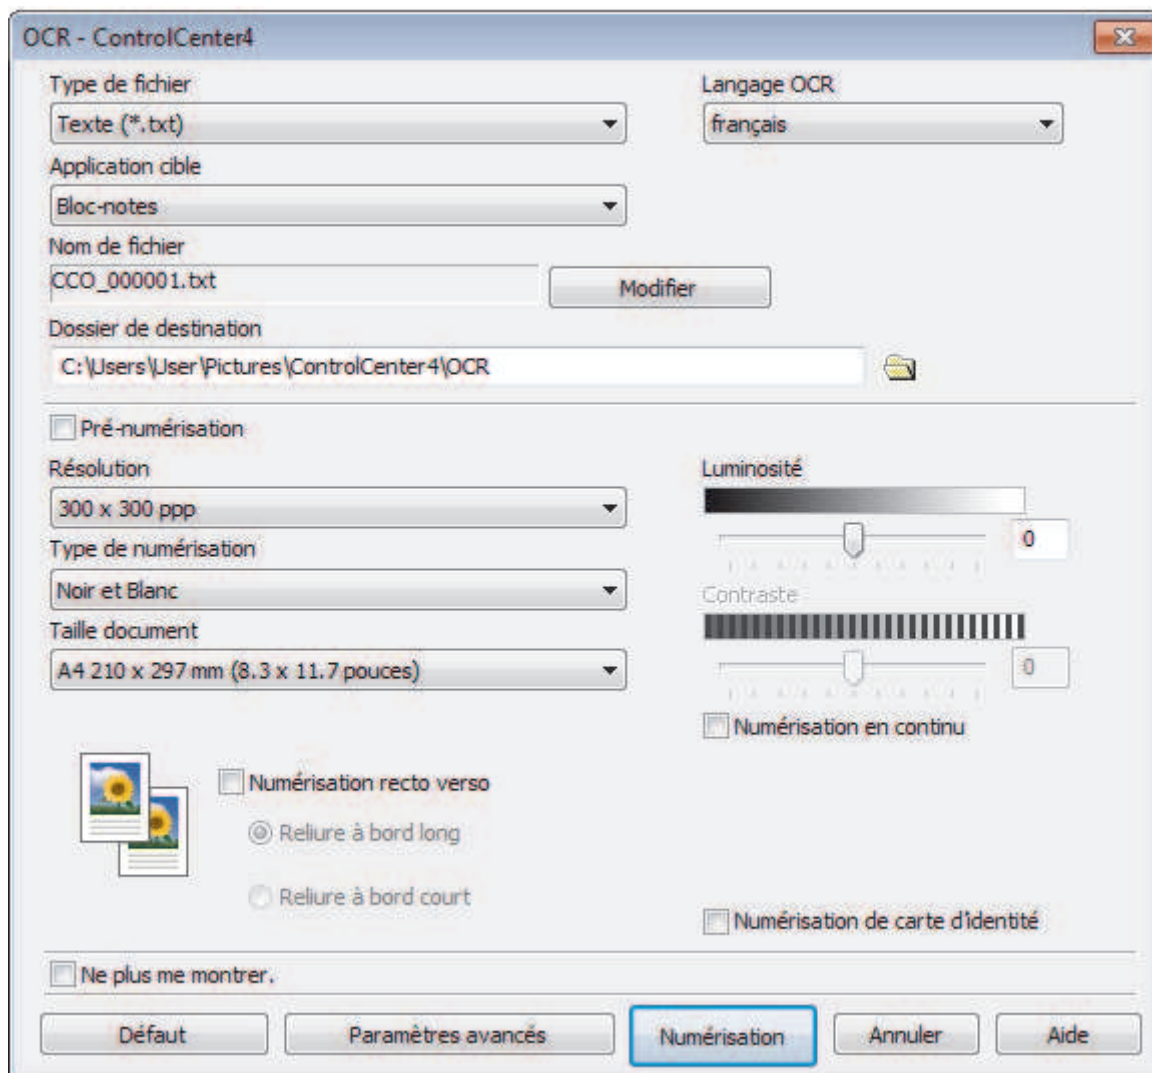 OCR - ControlCenter4
Type de fichier
Langage OCR
Texte (*.txt)
français
Application cible
Bloc-notes
Nom de fichier
CCO_000001.txt
Modifier
Dossier de destination
C:\Users\User\Pictures\ControlCenter4\OCR
Pré-numérisation
Résolution
Luminosité
300 x 300 ppp
0
Type de numérisation
Noir et Blanc
Contraste
Taille document
A4 210 x 297 mm (8.3 x 11.7 pouces)
0
Numérisation en continu
Numérisation recto verso
Reliure à bord long
Reliure à bord court
Numérisation de carte d'identité
Ne plus me montrer.
Défaut
Paramètres avancés
Numérisation
Annuler
Aide